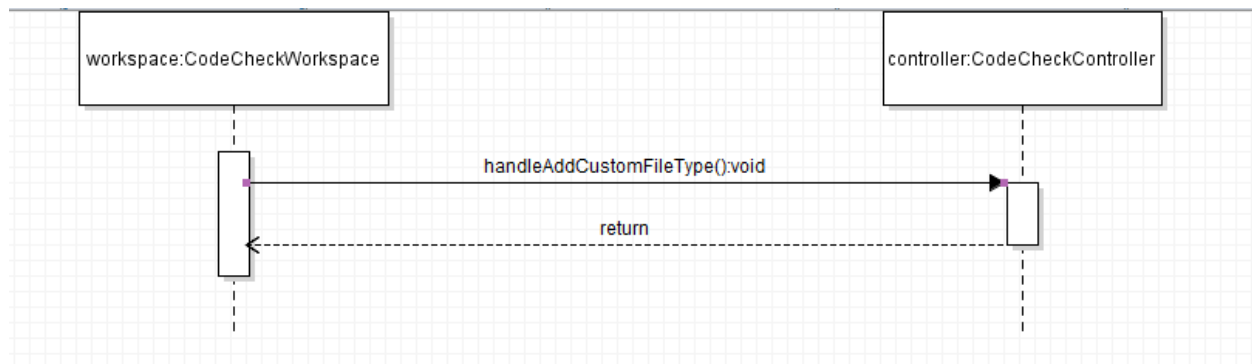 workspace:CodeCheckWorkspace
controller:CodeCheckController
handleAddCustomFileType():void
return